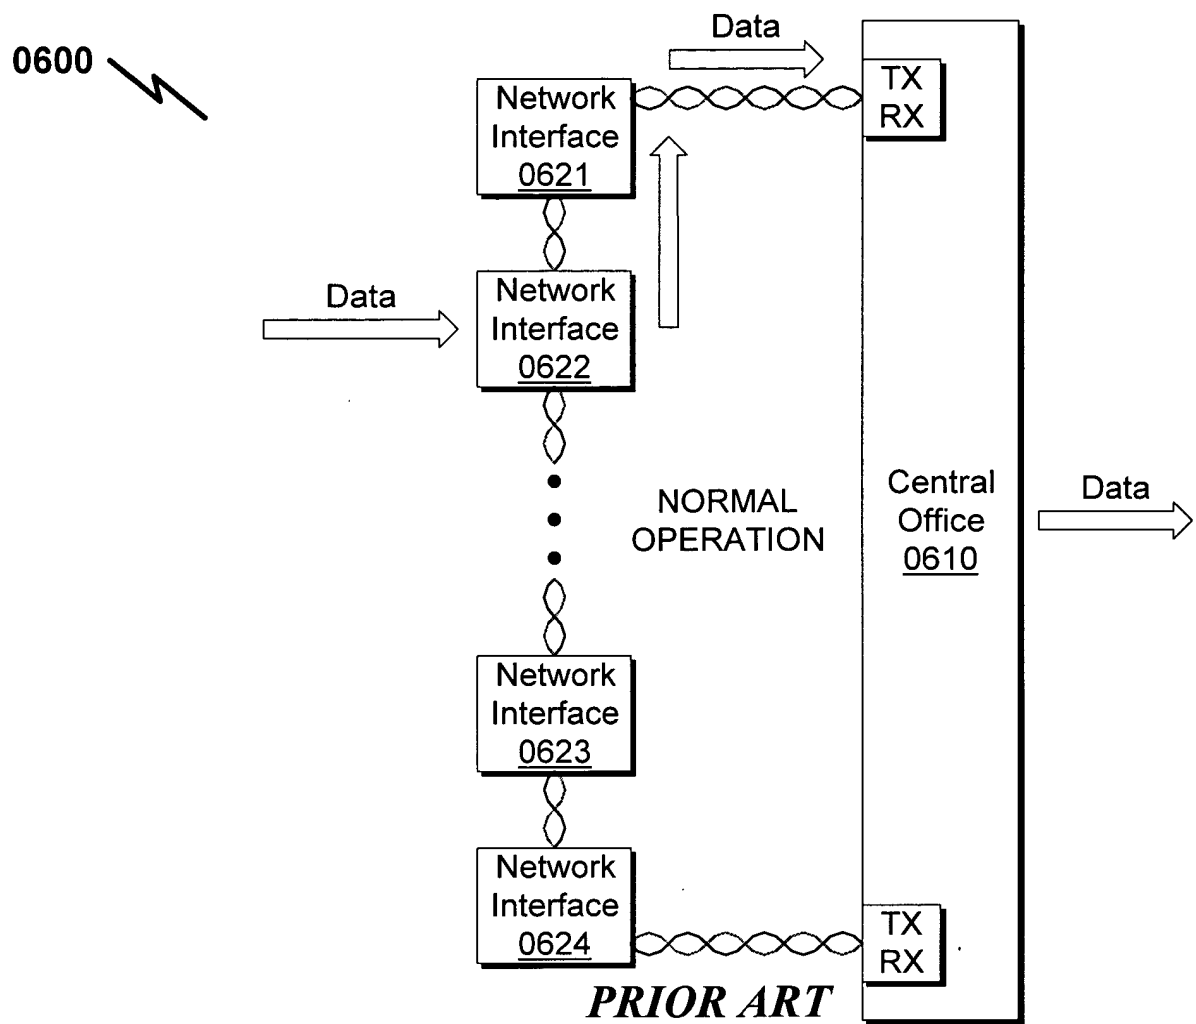 0600
Data
Network
Interface
0621
TX
RX
Data
Network
Interface
0622
NORMAL
OPERATION
Central
Office
0610
Data
Network
Interface
0623
Network
Interface
0624
TX
RX
PRIOR ART